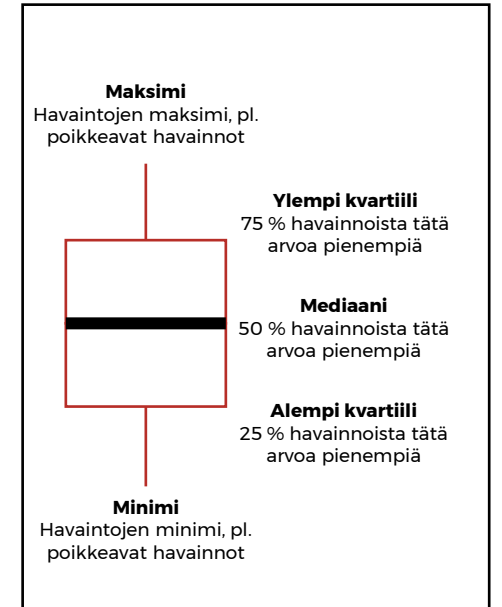 Maksimi
Havaintojen maksimi, pl.
poikkeavat havainnot
Ylempi kvartiili
75 % havainnoista tätä
arvoa pienempiä
Mediaani
50 % havainnoista tätä
arvoa pienempiä
Alempi kvartiili
25 % havainnoista tätä
arvoa pienempiä
Minimi
Havaintojen minimi, pl.
poikkeavat havainnot